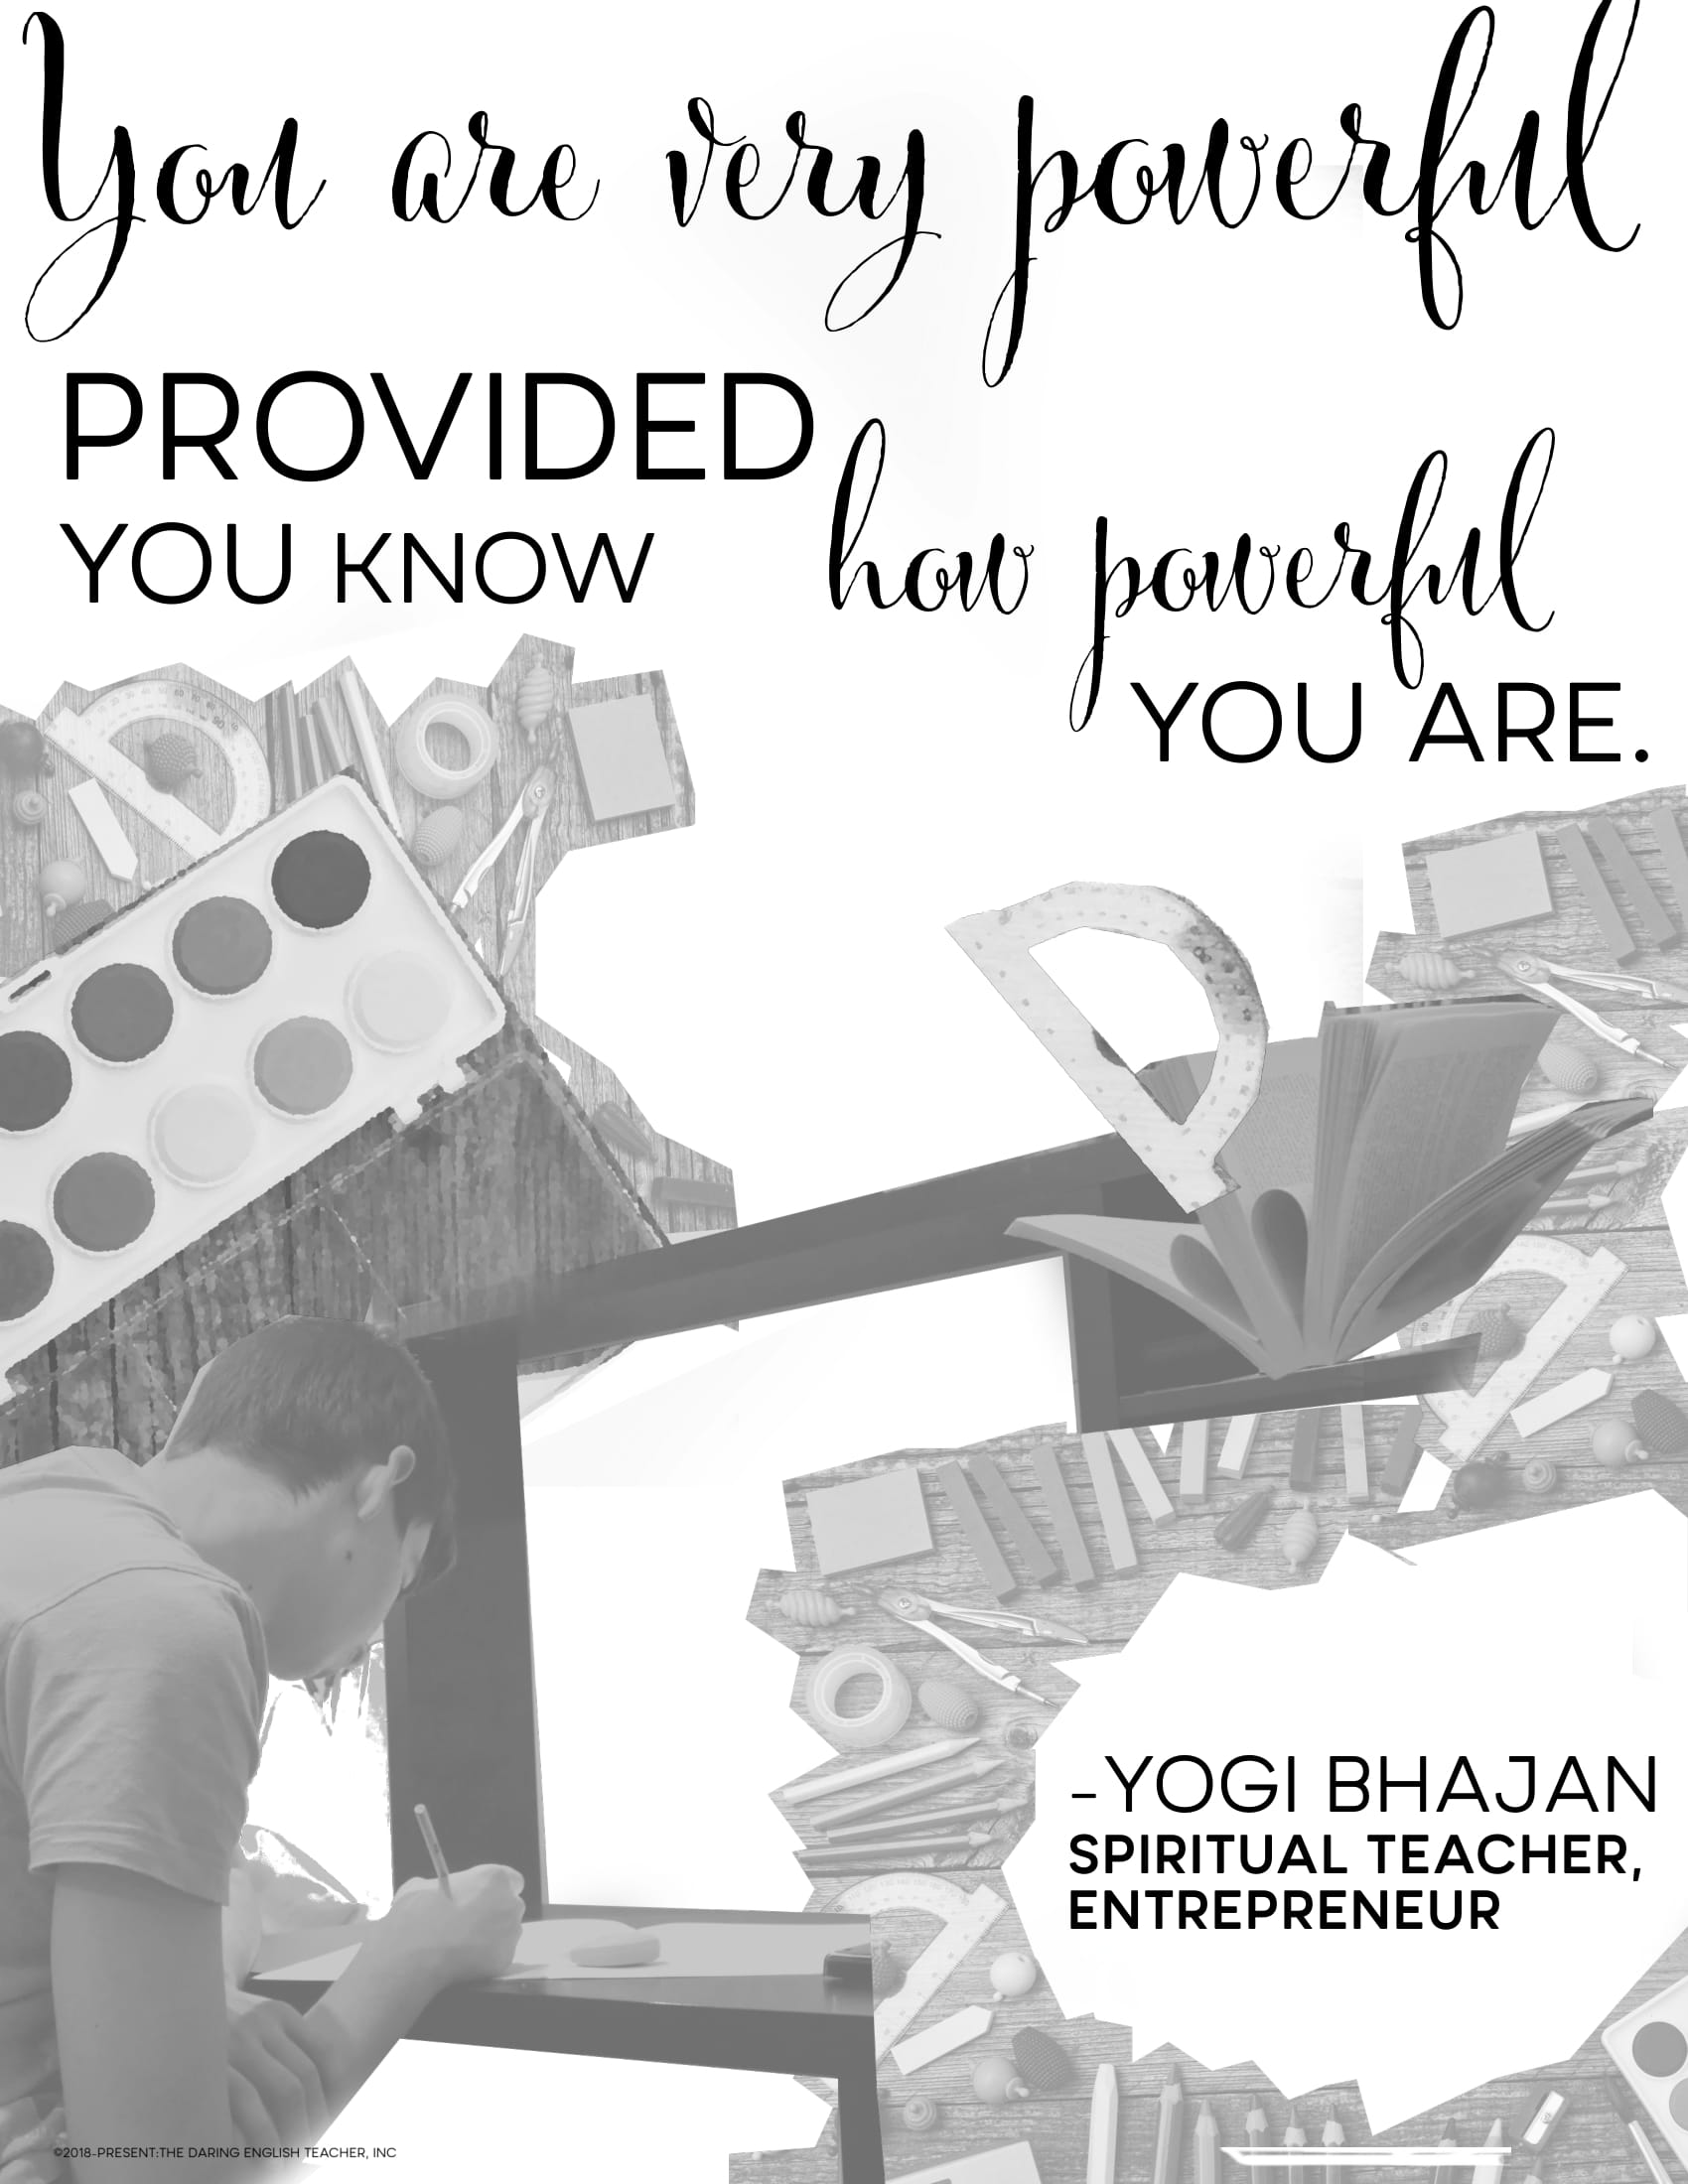 You are very powerful
PROVIDED
YOU KNOW how powerful
YOU ARE.
-YOGI BHAJAN
SPIRITUAL TEACHER,
ENTREPRENEUR
©2018-PRESENT:THE DARING ENGLISH TEACHER, INC